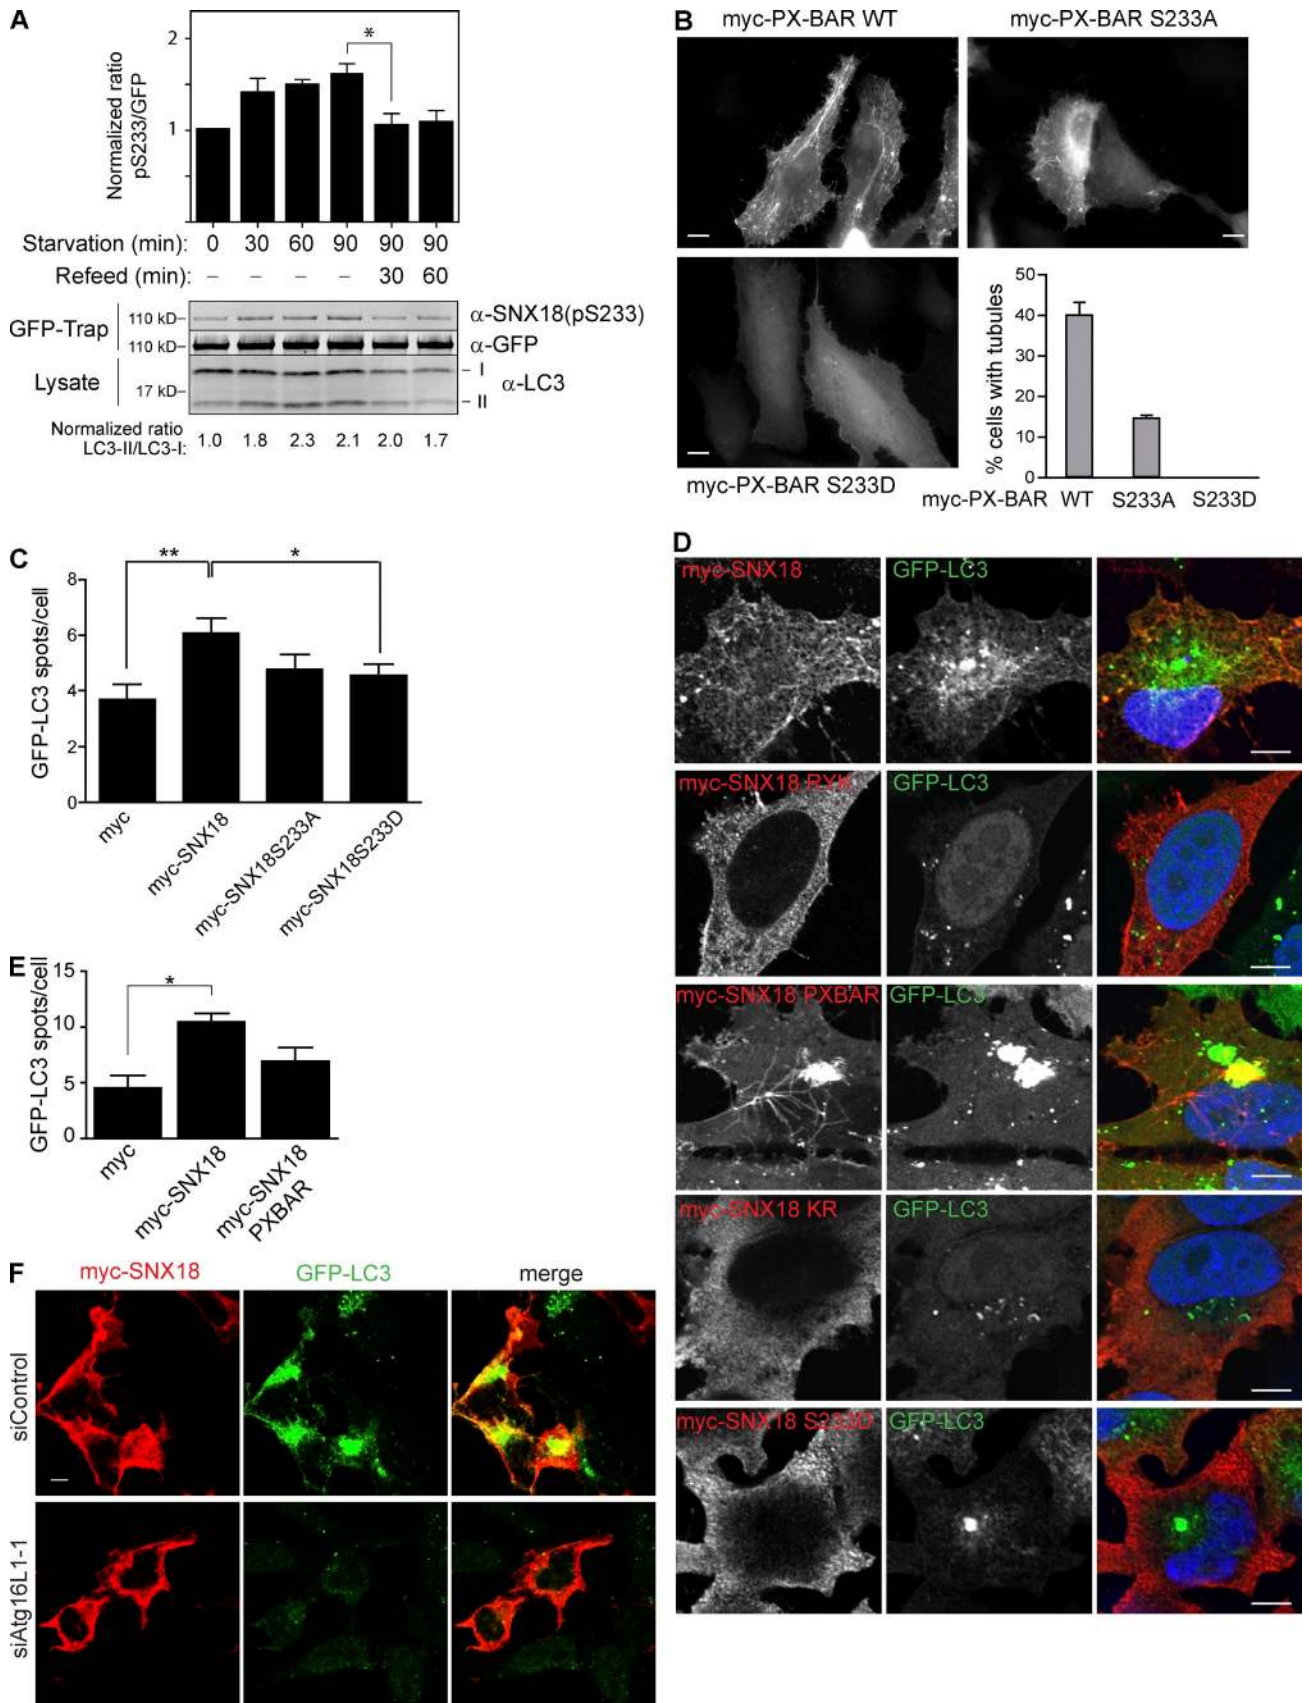 A
2
1
Normalized ratio
pS233/GFP
*
Starvation (min): 0 30 60 90 90 90
Refeed (min): – – – – 30 60
GFP-Trap
110 kD–
α-SNX18(pS233)
110 kD–
α-GFP
Lysate
17 kD–
– I
– II
α-LC3
Normalized ratio
LC3-II/LC3-I:
1.0 1.8 2.3 2.1 2.0 1.7
B
myc-PX-BAR WT
myc-PX-BAR S233A
myc-PX-BAR S233D
% cells with tubules
50
40
30
20
10
0
myc-PX-BAR WT S233A S233D
C
** *
GFP-LC3 spots/cell
8
6
4
2
0
myc
myc-SNX18
myc-SNX18S233A
myc-SNX18S233D
D
myc-SNX18
GFP-LC3
myc-SNX18 RYK
GFP-LC3
myc-SNX18 PXBAR
GFP-LC3
myc-SNX18 KR
GFP-LC3
myc-SNX18 S233D
GFP-LC3
E
*
GFP-LC3 spots/cell
15
10
5
0
myc
myc-SNX18
myc-SNX18
PXBAR
F
myc-SNX18
GFP-LC3
merge
siControl
siAtg16L1-1